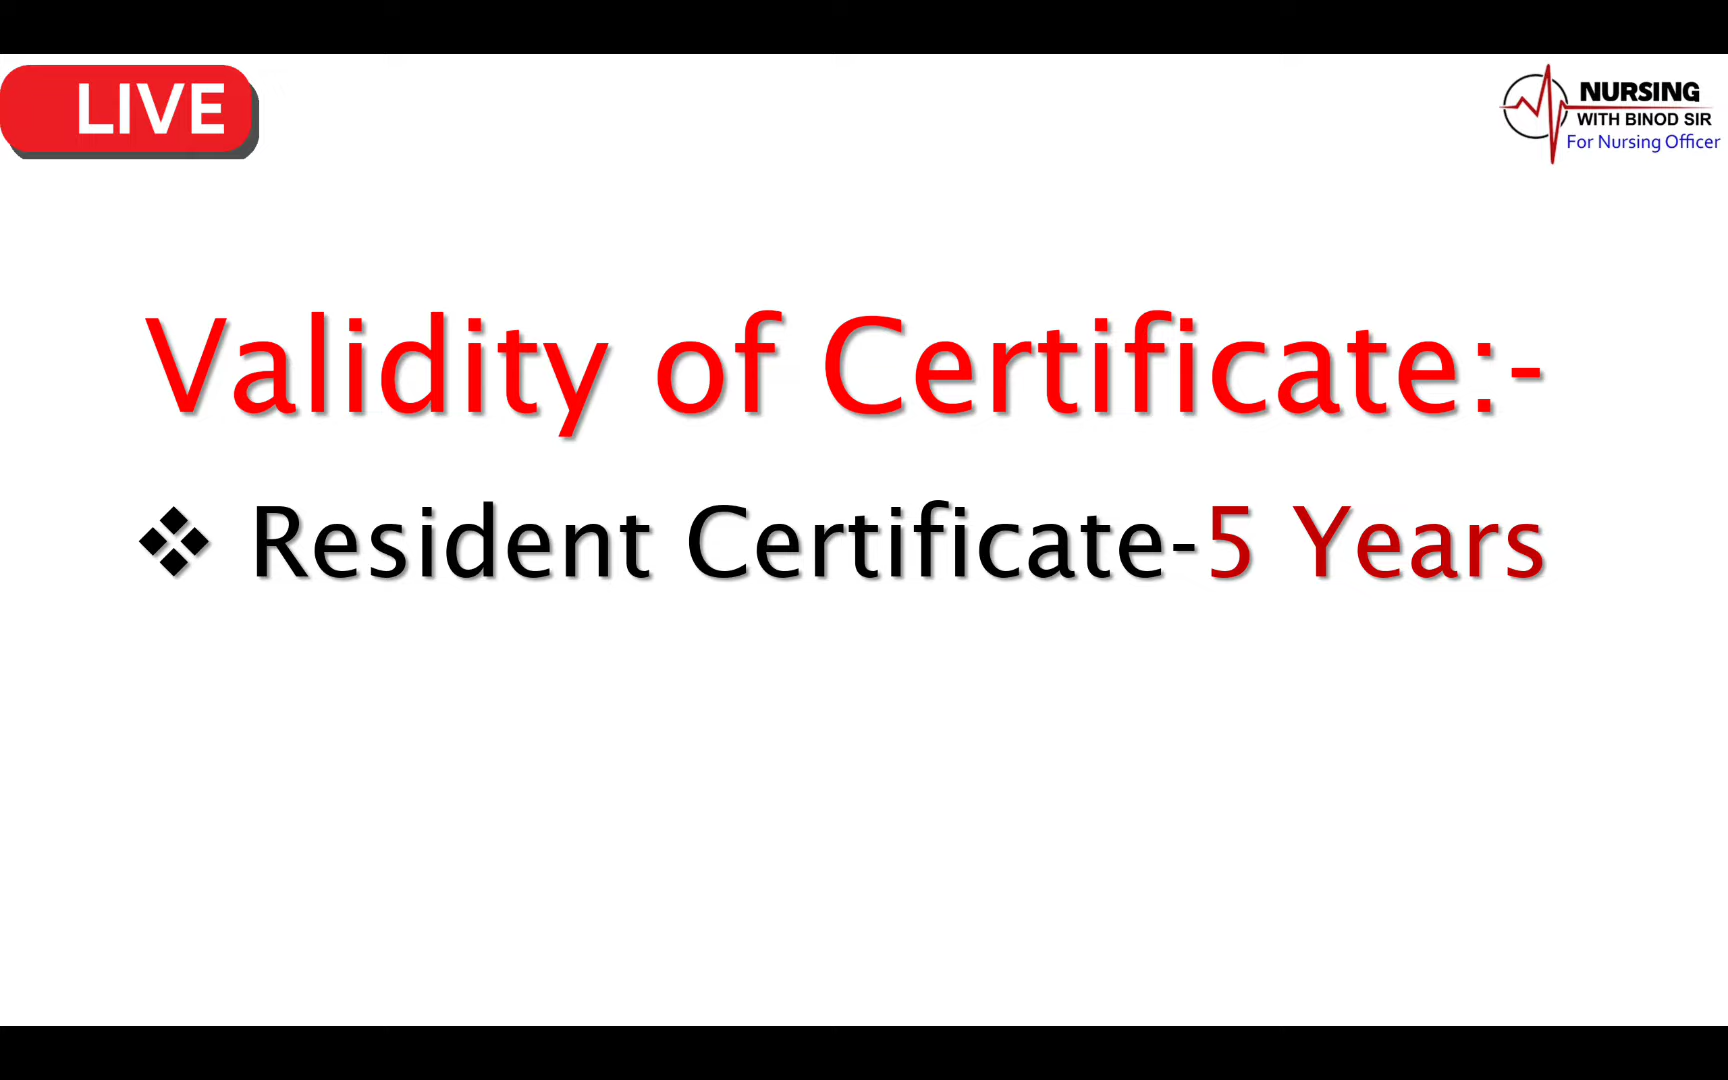 LIVE
NURSING
WITH BINOD SIR
For Nursing Officer
Validity of Certificate:-
❖ Resident Certificate-5 Years